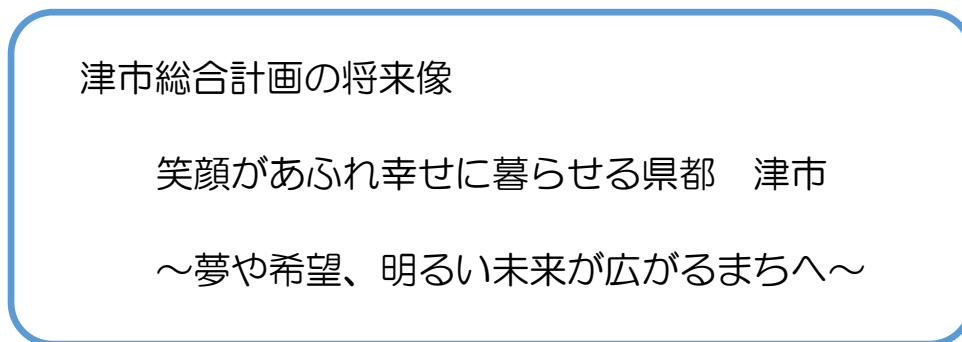 津市総合計画の将来像
笑顔があふれ幸せに暮らせる県都　津市
～夢や希望、明るい未来が広がるまちへ～